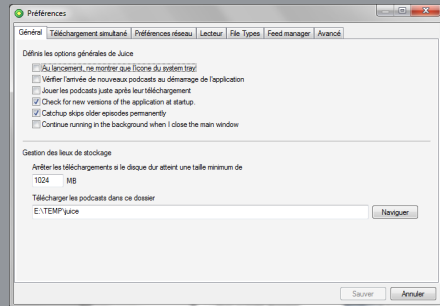 Préférences
Général Téléchargement simultané Préférences réseau Lecteur File Types Feed manager Avancé
Définis les options générales de Juice
Au lancement, ne montrer que l'icone du system tray
Vérifier l'arrivée de nouveaux podcasts au démarrage de l'application
Jouer les podcasts juste après leur téléchargement
Check for new versions of the application at startup.
Catchup skips older episodes permanently
Continue running in the background when I close the main window
Gestion des lieux de stockage
Arrêter les téléchargements si le disque dur atteint une taille minimum de
1024 MB
Télécharger les podcasts dans ce dossier
E:\TEMP\juice Naviguer
Sauver Annuler